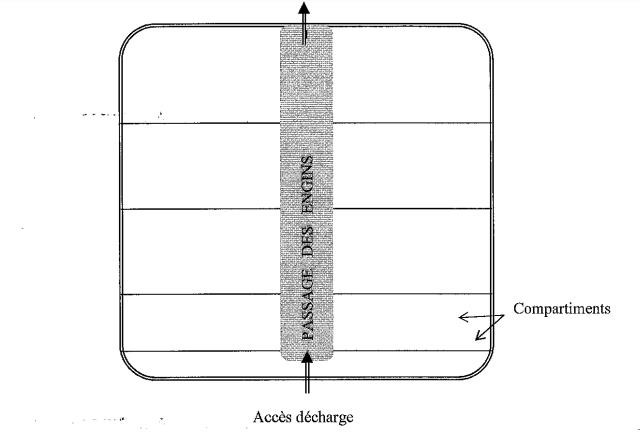 PASSAGE DES ENGINS
Compartiments
Accès décharge